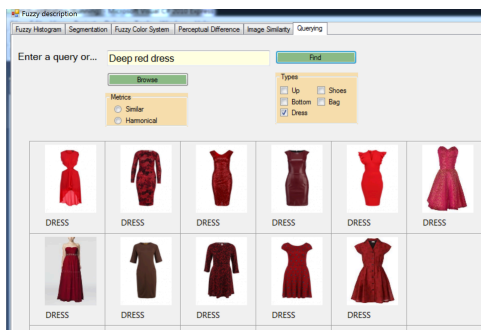 Fuzzy description
Fuzzy Histogram Segmentation Fuzzy Color System Perceptual Difference Image Similarity Querying
Enter a query or... Deep red dress Find
Browse
Types
Up Shoes
Bottom Bag
Dress
Metrics
Similar
Harmonical
DRESS DRESS DRESS DRESS DRESS DRESS
DRESS DRESS DRESS DRESS DRESS